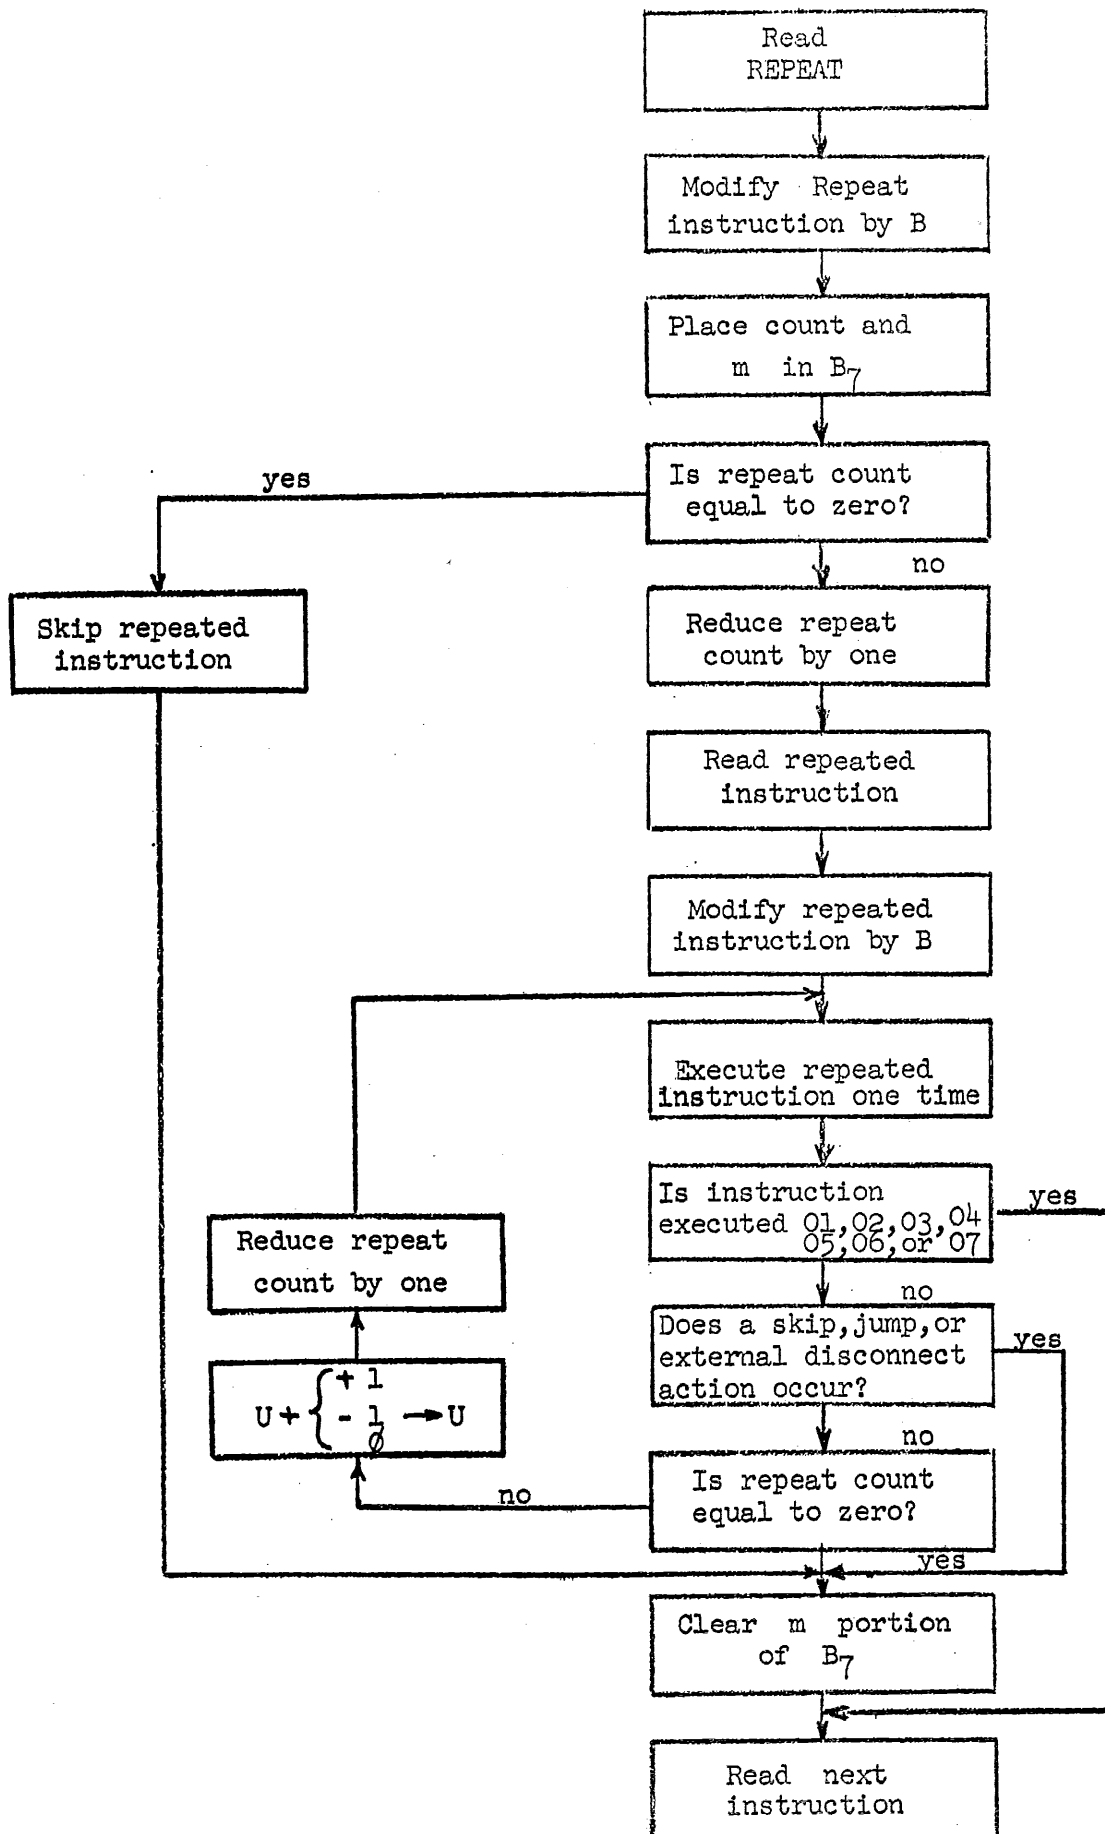 Read
REPEAT
Modify Repeat
instruction by B
Place count and
m in B7
Is repeat count
equal to zero?
yes
no
Skip repeated
instruction
Reduce repeat
count by one
Read repeated
instruction
Modify repeated
instruction by B
Execute repeated
instruction one time
Is instruction
executed 01,02,03,04
05,06,or 07
yes
no
Reduce repeat
count by one
Does a skip,jump,or
external disconnect
action occur?
yes
no
U + { + 1
- 1 → U
Ø
Is repeat count
equal to zero?
no
yes
Clear m portion
of B7
Read next
instruction